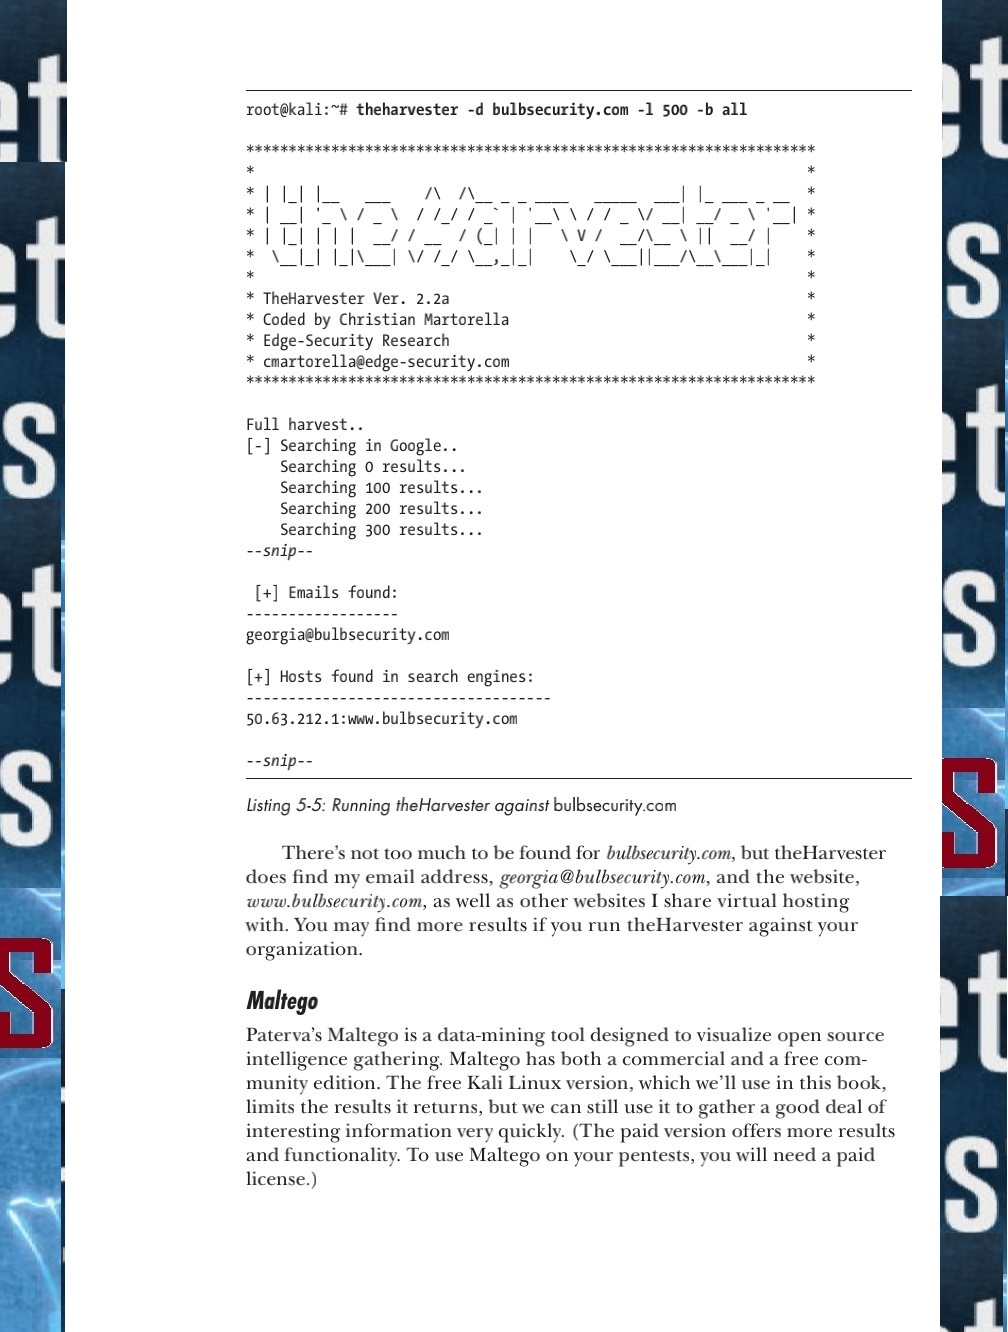 root@kali:~# theharvester -d bulbsecurity.com -l 500 -b all
*******************************************************************
*                                                                 *
* | |_| |__    ___     /\  /\__ _ _ ____   _____  ___| |_ ___ _ __  *
* | __| '_ \ / _ \   / /_/ / _` | '__\ \ / / _ \/ __| __/ _ \ '__| *
* | |_| | | |  __/ / __  / (_| | |   \ V /  __/\__ \ ||  __/ |    *
*  \__|_| |_|\___| \/ /_/ \__,_|_|    \_/ \___||___/\__\___|_|    *
*                                                                 *
* TheHarvester Ver. 2.2a                                          *
* Coded by Christian Martorella                                   *
* Edge-Security Research                                          *
* cmartorella@edge-security.com                                   *
*******************************************************************
Full harvest..
[-] Searching in Google..
    Searching 0 results...
    Searching 100 results...
    Searching 200 results...
    Searching 300 results...
--snip--
 [+] Emails found:
------------------
georgia@bulbsecurity.com
[+] Hosts found in search engines:
------------------------------------
50.63.212.1:www.bulbsecurity.com
--snip--
Listing 5-5: Running theHarvester against bulbsecurity.com
There's not too much to be found for bulbsecurity.com, but theHarvester
does find my email address, georgia@bulbsecurity.com, and the website,
www.bulbsecurity.com, as well as other websites I share virtual hosting
with. You may find more results if you run theHarvester against your
organization.
Maltego
Paterva's Maltego is a data-mining tool designed to visualize open source
intelligence gathering. Maltego has both a commercial and a free com-
munity edition. The free Kali Linux version, which we'll use in this book,
limits the results it returns, but we can still use it to gather a good deal of
interesting information very quickly. (The paid version offers more results
and functionality. To use Maltego on your pentests, you will need a paid
license.)